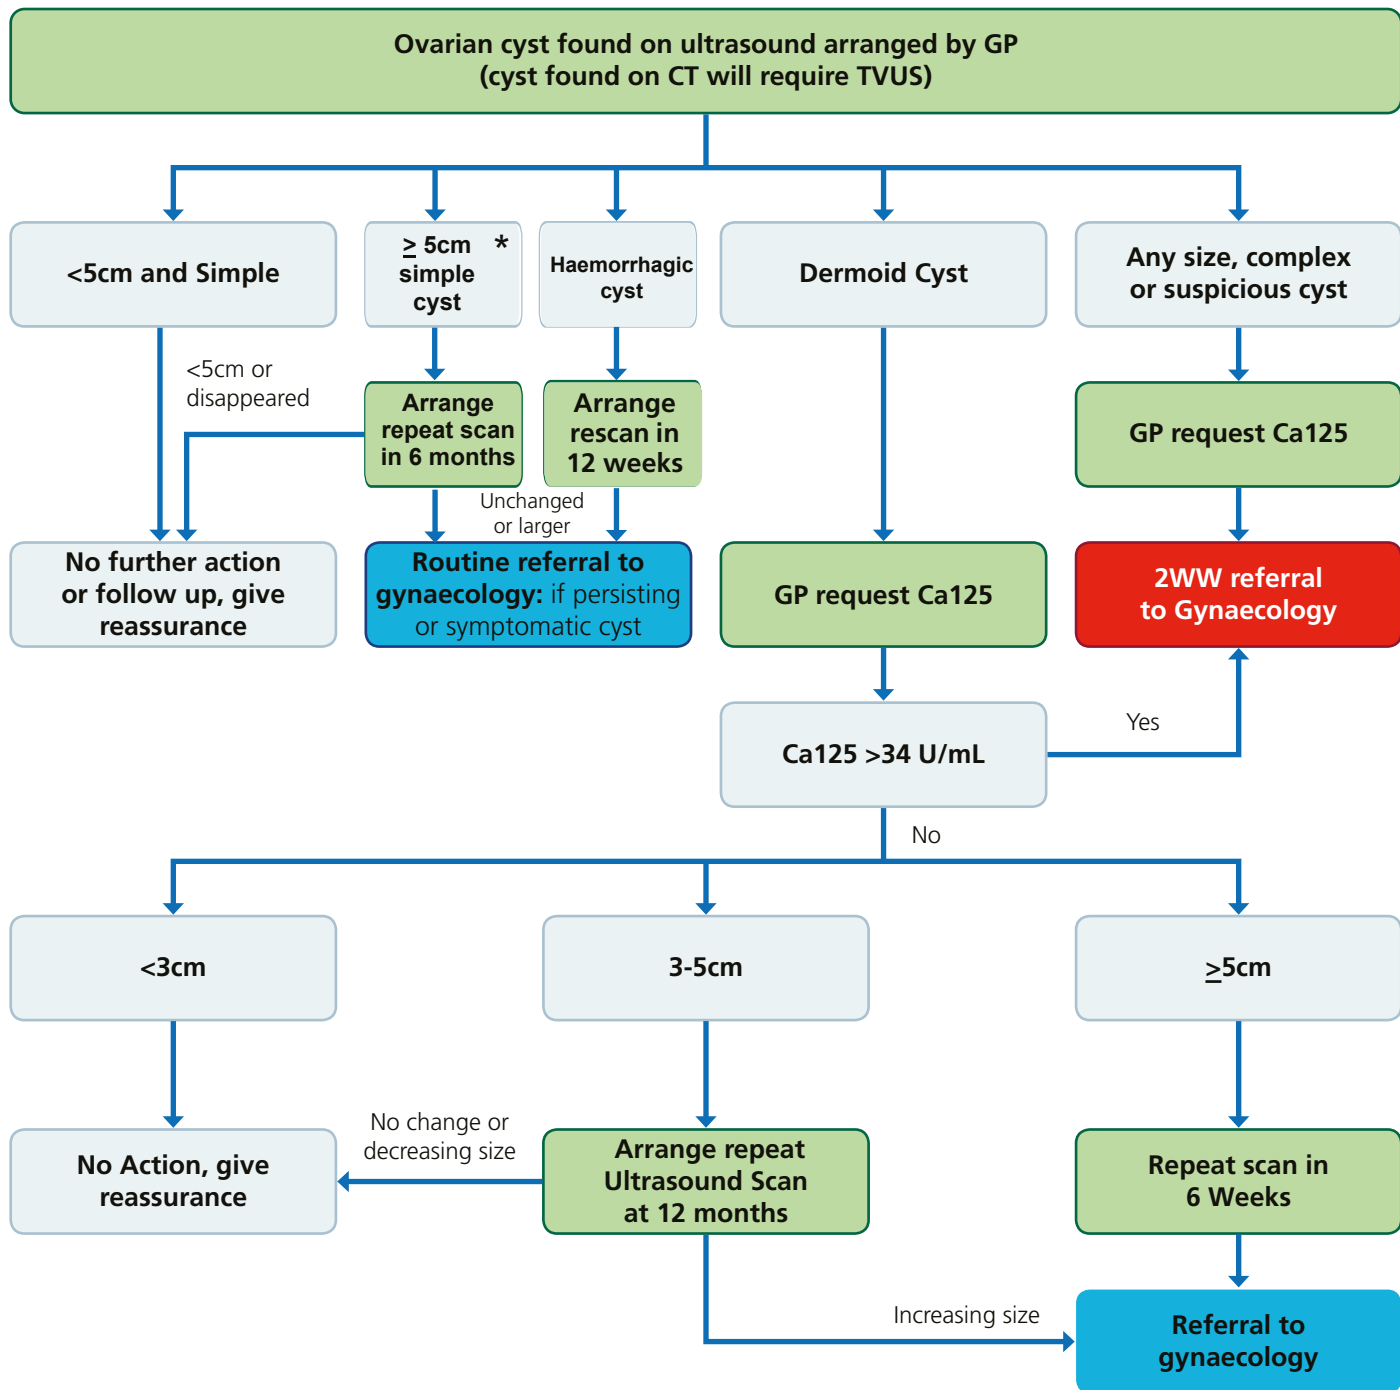 Ovarian cyst found on ultrasound arranged by GP
(cyst found on CT will require TVUS)
<5cm and Simple
≥ 5cm *
simple
cyst
Haemorrhagic
cyst
Dermoid Cyst
Any size, complex
or suspicious cyst
<5cm or
disappeared
Arrange
repeat scan
in 6 months
Arrange
rescan in
12 weeks
GP request Ca125
Unchanged
or larger
No further action
or follow up, give
reassurance
Routine referral to
gynaecology: if persisting
or symptomatic cyst
GP request Ca125
2WW referral
to Gynaecology
Ca125 >34 U/mL
Yes
No
<3cm
3-5cm
≥5cm
No change or
decreasing size
No Action, give
reassurance
Arrange repeat
Ultrasound Scan
at 12 months
Repeat scan in
6 Weeks
Increasing size
Referral to
gynaecology